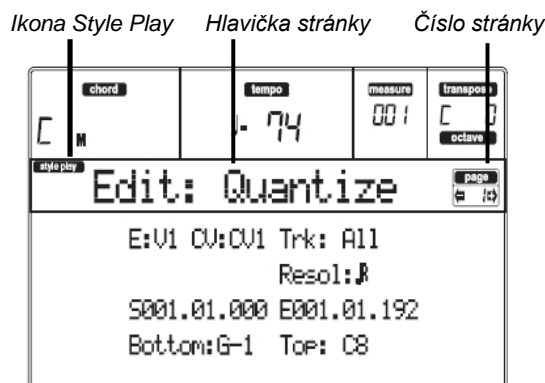 Ikona Style Play Hlavička stránky Číslo stránky
chord tempo measure transpose
C M 74 001 C 0
octave
style play Edit: Quantize page
E:V1 CV:CV1 Trk: All
Resol:
S001.01.000 E001.01.192
Bottom:G-1 Top: C8